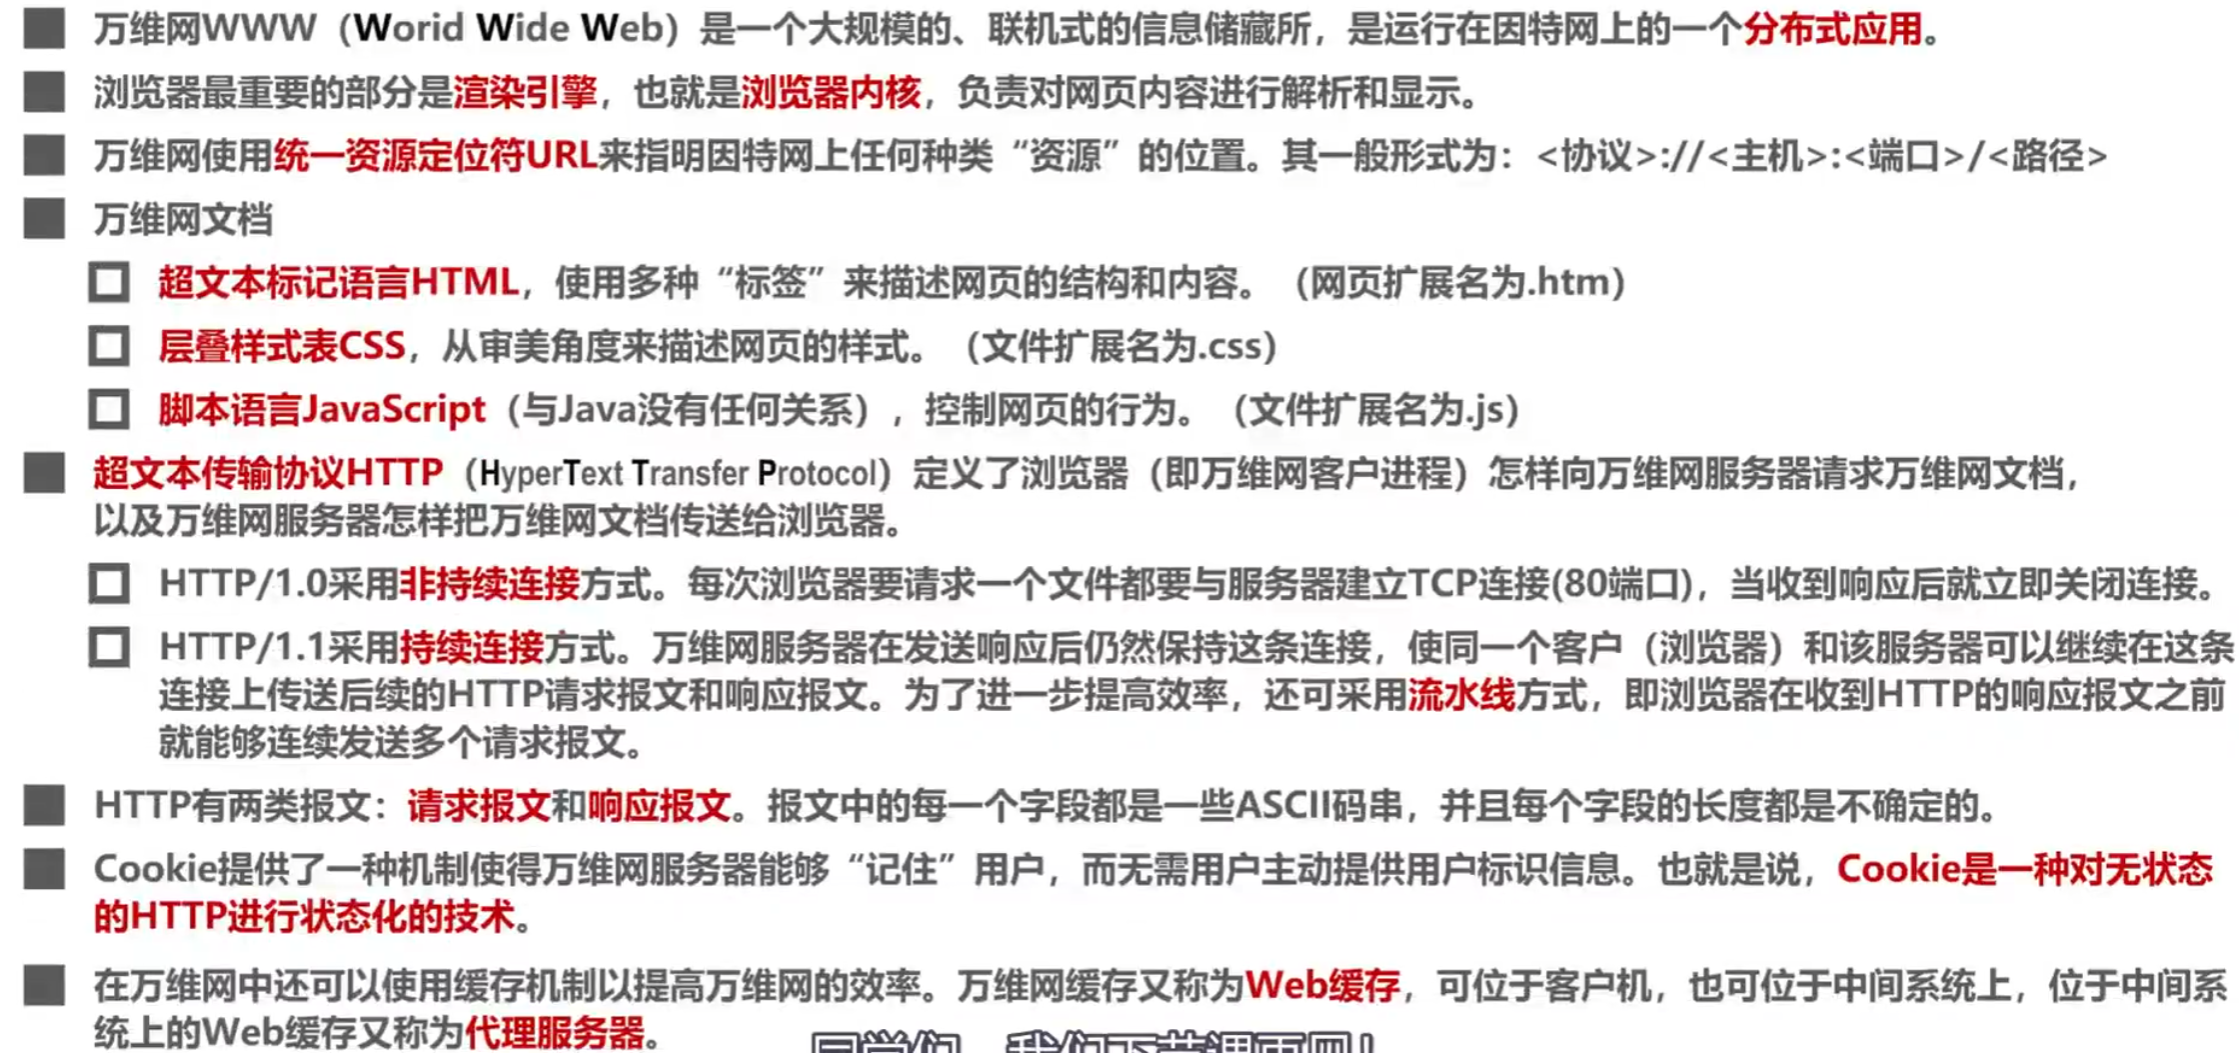 万维网WWW（Worid Wide Web）是一个大规模的、联机式的信息储藏所，是运行在因特网上的一个分布式应用。
浏览器最重要的部分是渲染引擎，也就是浏览器内核，负责对网页内容进行解析和显示。
万维网使用统一资源定位符URL来指明因特网上任何种类“资源”的位置。其一般形式为：<协议>://<主机>:<端口>/<路径>
万维网文档
超文本标记语言HTML，使用多种“标签”来描述网页的结构和内容。（网页扩展名为.htm）
层叠样式表CSS，从审美角度来描述网页的样式。（文件扩展名为.css）
脚本语言JavaScript（与Java没有任何关系），控制网页的行为。（文件扩展名为.js）
超文本传输协议HTTP（HyperText Transfer Protocol）定义了浏览器（即万维网客户进程）怎样向万维网服务器请求万维网文档，
以及万维网服务器怎样把万维网文档传送给浏览器。
HTTP/1.0采用非持续连接方式。每次浏览器要请求一个文件都要与服务器建立TCP连接(80端口)，当收到响应后就立即关闭连接。
HTTP/1.1采用持续连接方式。万维网服务器在发送响应后仍然保持这条连接，使同一个客户（浏览器）和该服务器可以继续在这条
连接上传送后续的HTTP请求报文和响应报文。为了进一步提高效率，还可采用流水线方式，即浏览器在收到HTTP的响应报文之前
就能够连续发送多个请求报文。
HTTP有两类报文：请求报文和响应报文。报文中的每一个字段都是一些ASCII码串，并且每个字段的长度都是不确定的。
Cookie提供了一种机制使得万维网服务器能够“记住”用户，而无需用户主动提供用户标识信息。也就是说，Cookie是一种对无状态
的HTTP进行状态化的技术。
在万维网中还可以使用缓存机制以提高万维网的效率。万维网缓存又称为Web缓存，可位于客户机，也可位于中间系统上，位于中间系
统上的Web缓存又称为代理服务器。
同学们，我们下节课再见！